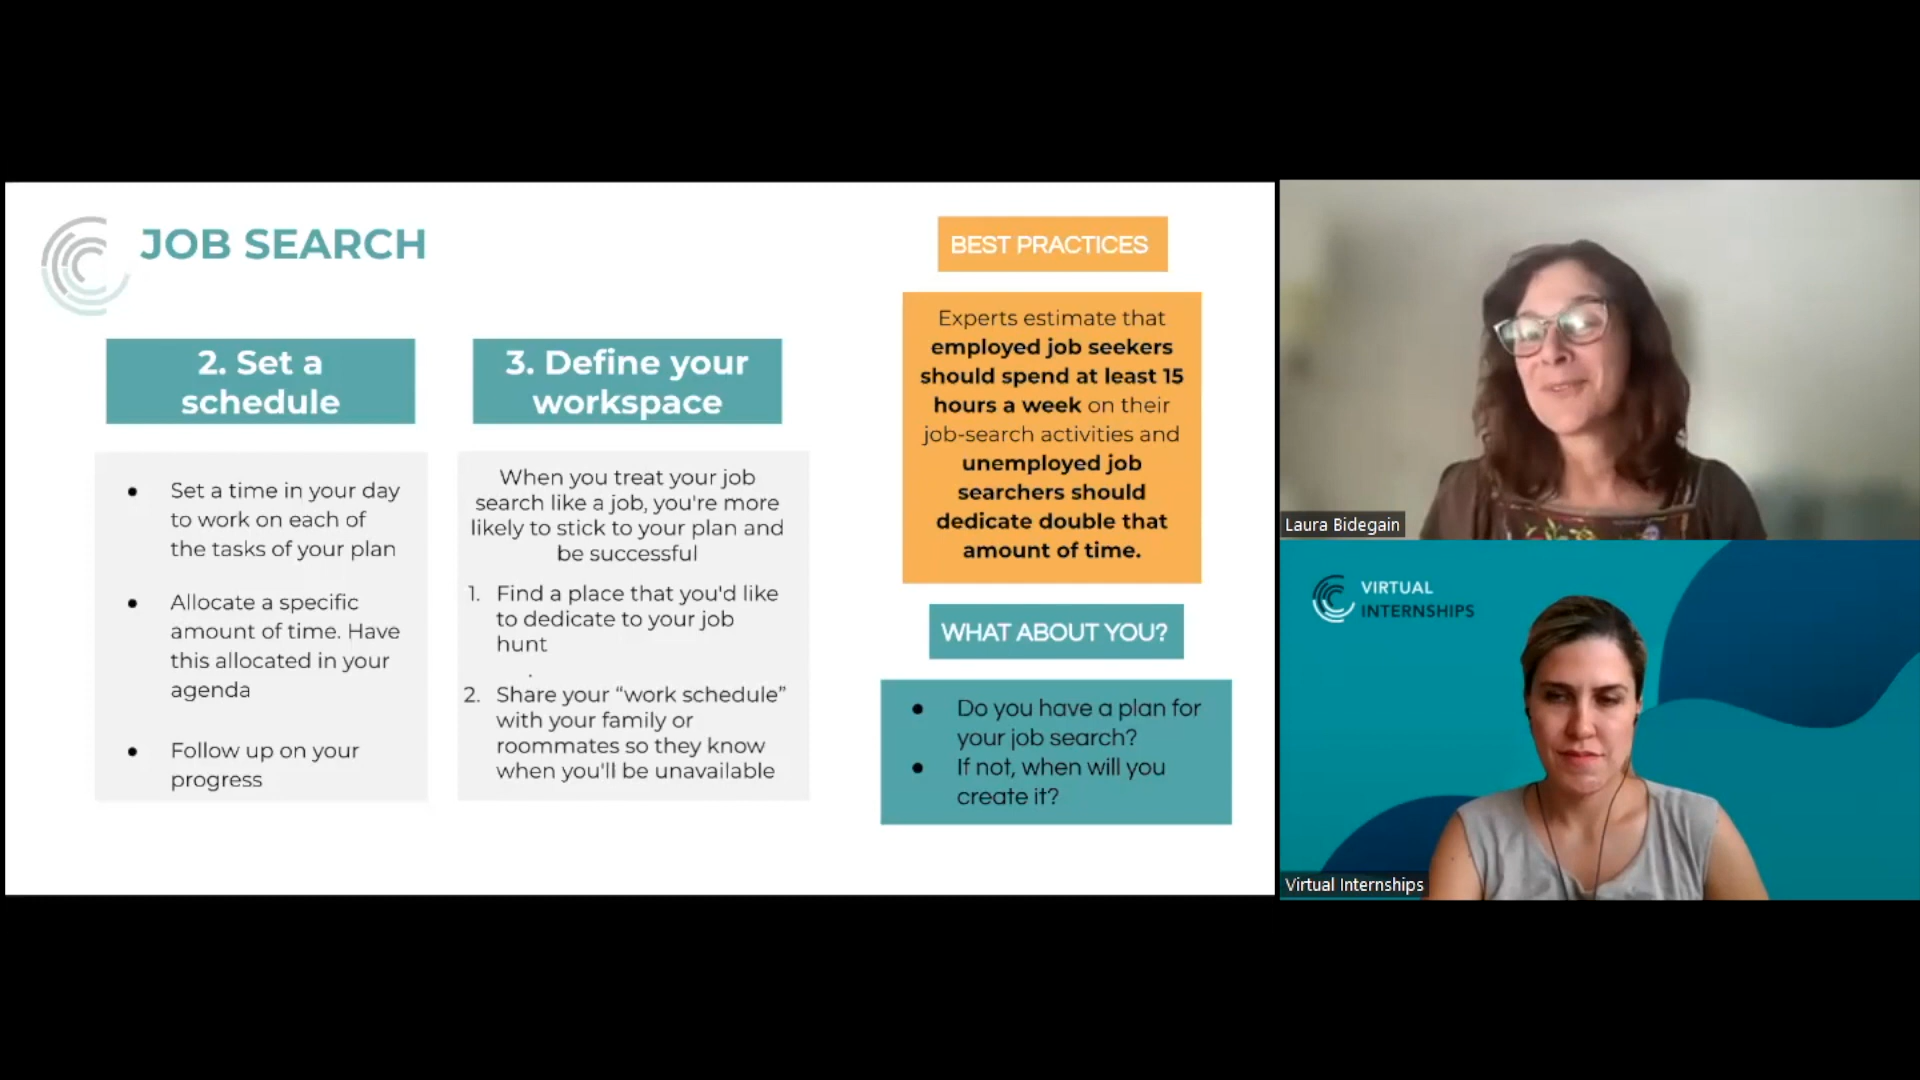 JOB SEARCH
2. Set a
schedule
Set a time in your day
to work on each of
the tasks of your plan
Allocate a specific
amount of time. Have
this allocated in your
agenda
Follow up on your
progress
3. Define your
workspace
When you treat your job
search like a job, you're more
likely to stick to your plan and
be successful
1. Find a place that you'd like
to dedicate to your job
hunt
2. Share your “work schedule”
with your family or
roommates so they know
when you'll be unavailable
BEST PRACTICES
Experts estimate that
employed job seekers
should spend at least 15
hours a week on their
job-search activities and
unemployed job
searchers should
dedicate double that
amount of time.
WHAT ABOUT YOU?
Do you have a plan for
your job search?
If not, when will you
create it?
Laura Bidegain
VIRTUAL
INTERNSHIPS
Virtual Internships